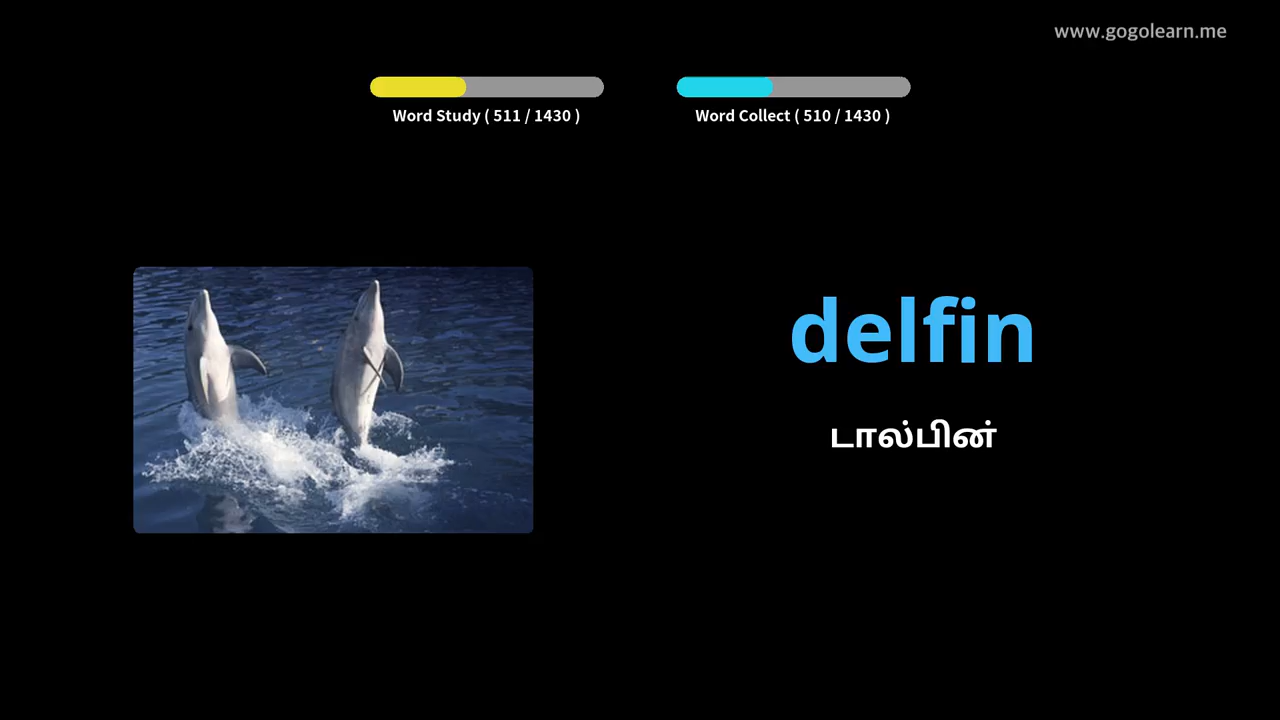 www.gogolearn.me
Word Study ( 511 / 1430 )
Word Collect ( 510 / 1430 )
delfin
டால்பின்